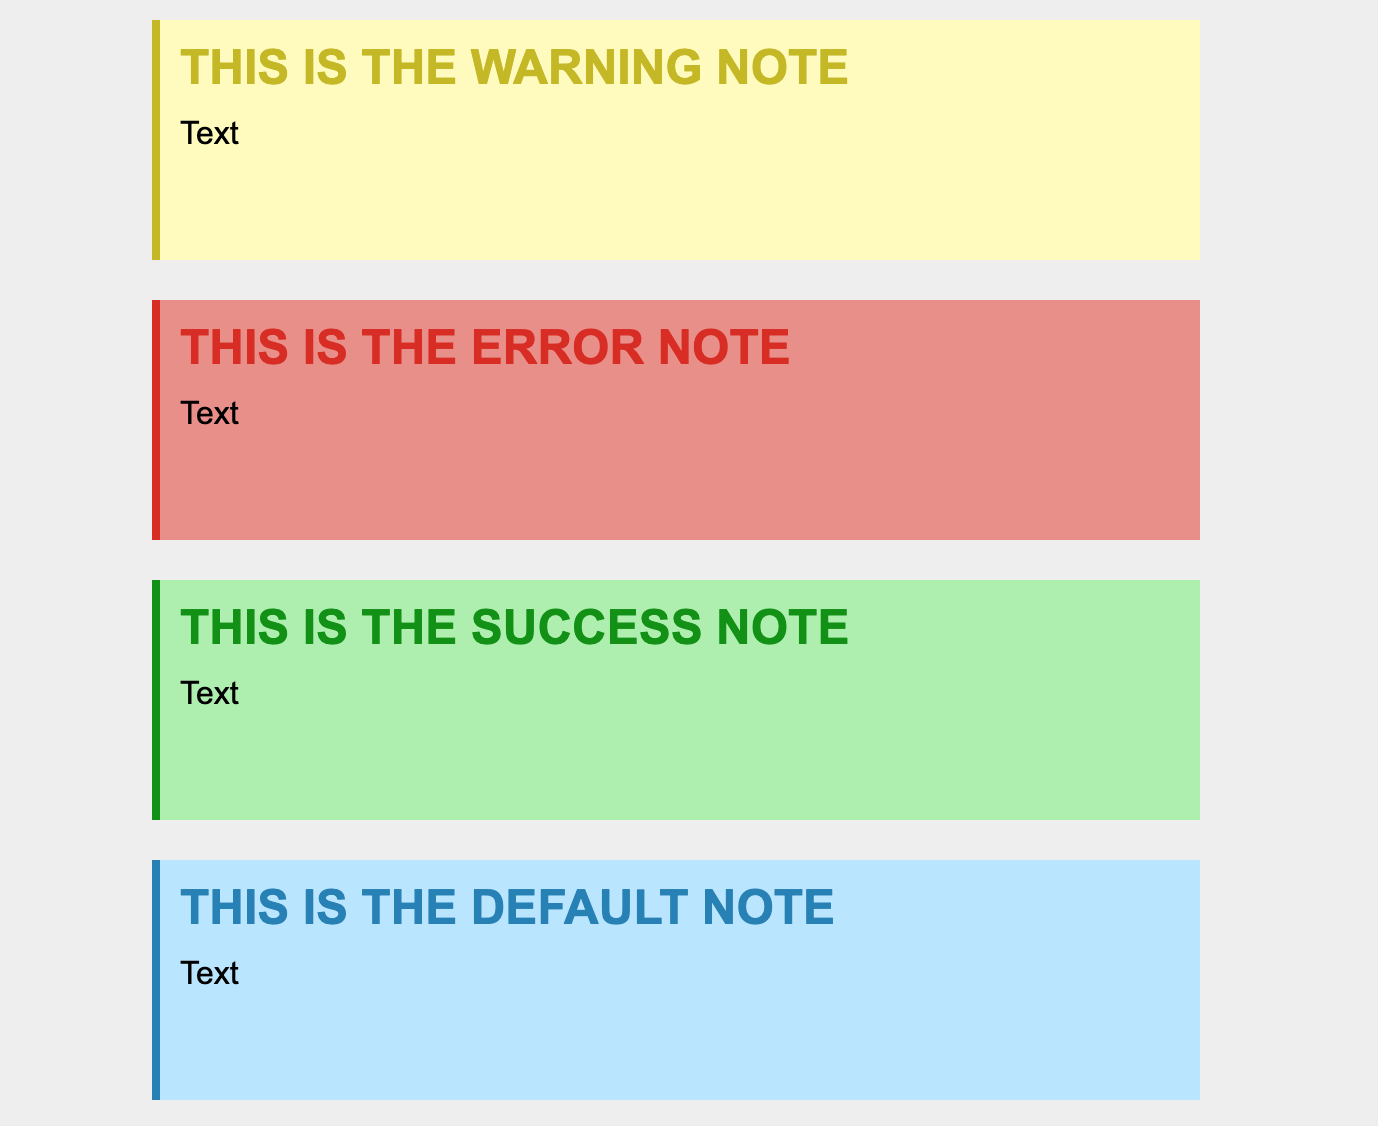 THIS IS THE WARNING NOTE
Text
THIS IS THE ERROR NOTE
Text
THIS IS THE SUCCESS NOTE
Text
THIS IS THE DEFAULT NOTE
Text